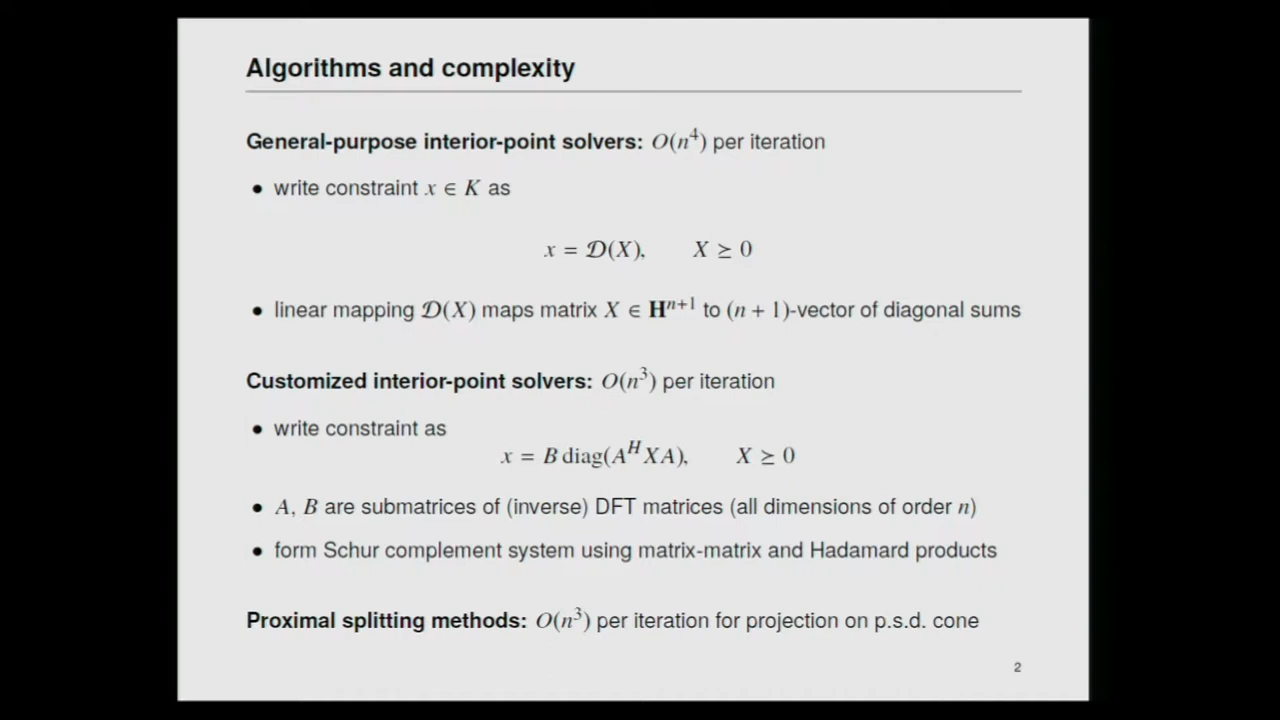 Algorithms and complexity
General-purpose interior-point solvers: O(n⁴) per iteration
• write constraint x ∈ K as
x = 𝒟(X), X ≥ 0
• linear mapping 𝒟(X) maps matrix X ∈ Hⁿ⁺¹ to (n + 1)-vector of diagonal sums
Customized interior-point solvers: O(n³) per iteration
• write constraint as
x = B diag(AᴴXA), X ≥ 0
• A, B are submatrices of (inverse) DFT matrices (all dimensions of order n)
• form Schur complement system using matrix-matrix and Hadamard products
Proximal splitting methods: O(n³) per iteration for projection on p.s.d. cone
2